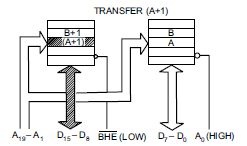 TRANSFER (A+1)
B+1
(A+1)
B
A
A19 – A1
D15 – D8
BHE (LOW)
D7 – D0
A0 (HIGH)